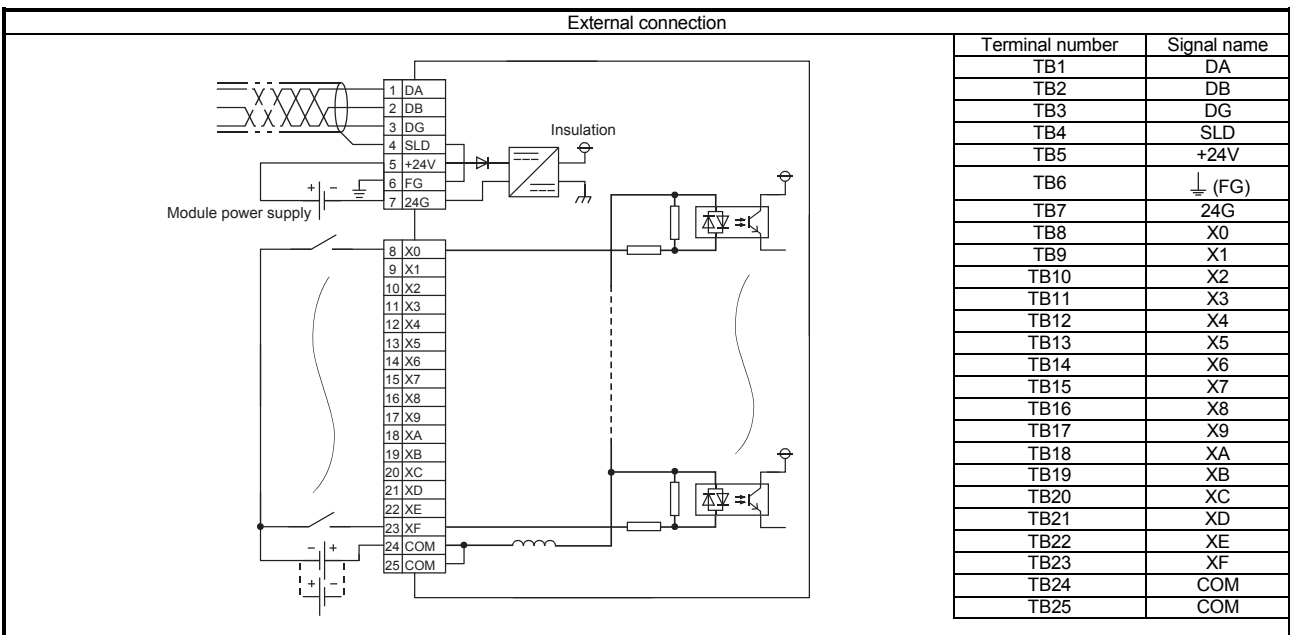 External connection
1 DA
2 DB
3 DG
4 SLD
5 +24V
6 FG
7 24G
Insulation
+ –
Module power supply
8 X0
9 X1
10 X2
11 X3
12 X4
13 X5
14 X6
15 X7
16 X8
17 X9
18 XA
19 XB
20 XC
21 XD
22 XE
23 XF
24 COM
25 COM
– +
+ –
Terminal number Signal name
TB1 DA
TB2 DB
TB3 DG
TB4 SLD
TB5 +24V
TB6 (FG)
TB7 24G
TB8 X0
TB9 X1
TB10 X2
TB11 X3
TB12 X4
TB13 X5
TB14 X6
TB15 X7
TB16 X8
TB17 X9
TB18 XA
TB19 XB
TB20 XC
TB21 XD
TB22 XE
TB23 XF
TB24 COM
TB25 COM